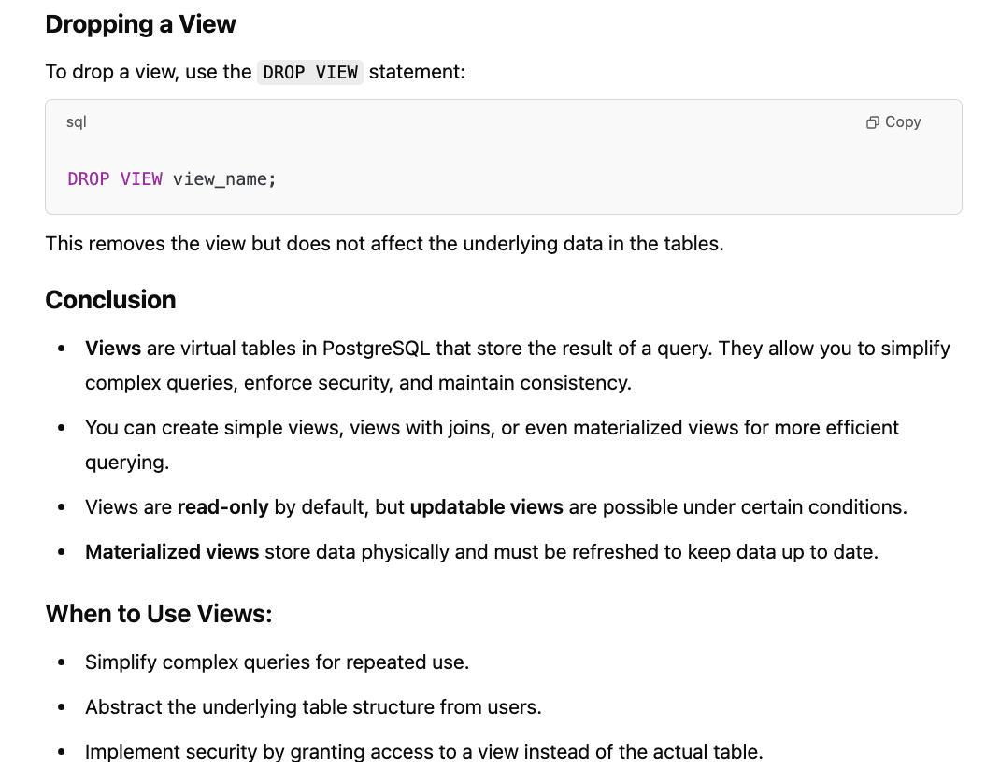 Dropping a View
To drop a view, use the DROP VIEW statement:
sql
Copy
DROP VIEW view_name;
This removes the view but does not affect the underlying data in the tables.
Conclusion
• Views are virtual tables in PostgreSQL that store the result of a query. They allow you to simplify
complex queries, enforce security, and maintain consistency.
• You can create simple views, views with joins, or even materialized views for more efficient
querying.
• Views are read-only by default, but updatable views are possible under certain conditions.
• Materialized views store data physically and must be refreshed to keep data up to date.
When to Use Views:
• Simplify complex queries for repeated use.
• Abstract the underlying table structure from users.
• Implement security by granting access to a view instead of the actual table.